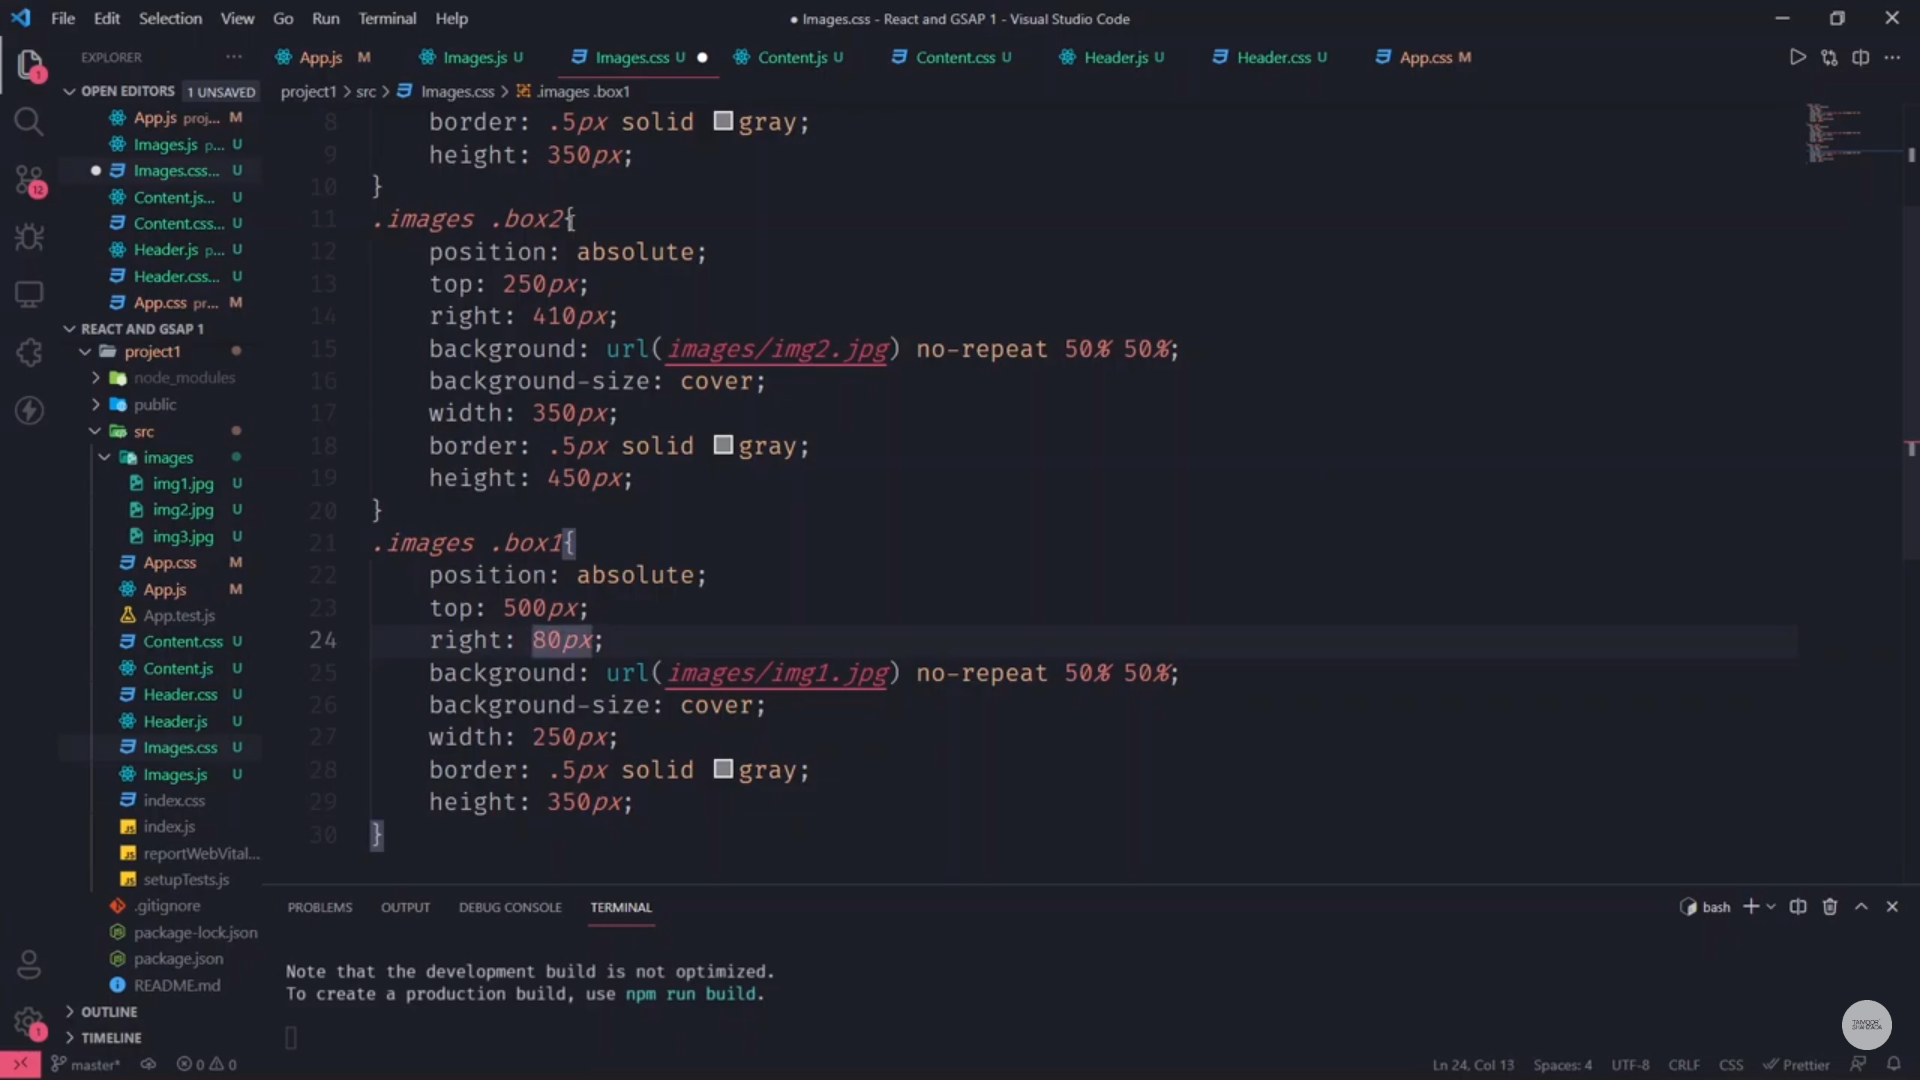 File Edit Selection View Go Run Terminal Help
● Images.css - React and GSAP 1 - Visual Studio Code
EXPLORER
App.js M
Images.js U
Images.css U
Content.js U
Content.css U
Header.js U
Header.css U
App.css M
OPEN EDITORS 1 UNSAVED
project1 > src > Images.css > .images .box1
App.js proj... M
Images.js p... U
Images.css... U
Content.js... U
Content.css... U
Header.js p... U
Header.css... U
App.css pr... M
REACT AND GSAP 1
project1
node_modules
public
src
images
img1.jpg U
img2.jpg U
img3.jpg U
App.css M
App.js M
App.test.js
Content.css U
Content.js U
Header.css U
Header.js U
Images.css U
Images.js U
index.css
index.js
reportWebVital...
setupTests.js
.gitignore
package-lock.json
package.json
README.md
OUTLINE
TIMELINE
8 border: .5px solid gray;
9 height: 350px;
10 }
11 .images .box2{
12 position: absolute;
13 top: 250px;
14 right: 410px;
15 background: url(images/img2.jpg) no-repeat 50% 50%;
16 background-size: cover;
17 width: 350px;
18 border: .5px solid gray;
19 height: 450px;
20 }
21 .images .box1{
22 position: absolute;
23 top: 500px;
24 right: 80px;
25 background: url(images/img1.jpg) no-repeat 50% 50%;
26 background-size: cover;
27 width: 250px;
28 border: .5px solid gray;
29 height: 350px;
30 }
PROBLEMS OUTPUT DEBUG CONSOLE TERMINAL
bash
Note that the development build is not optimized.
To create a production build, use npm run build.
1
12
1
master* 0 0
Ln 24, Col 13 Spaces: 4 UTF-8 CRLF CSS Prettier